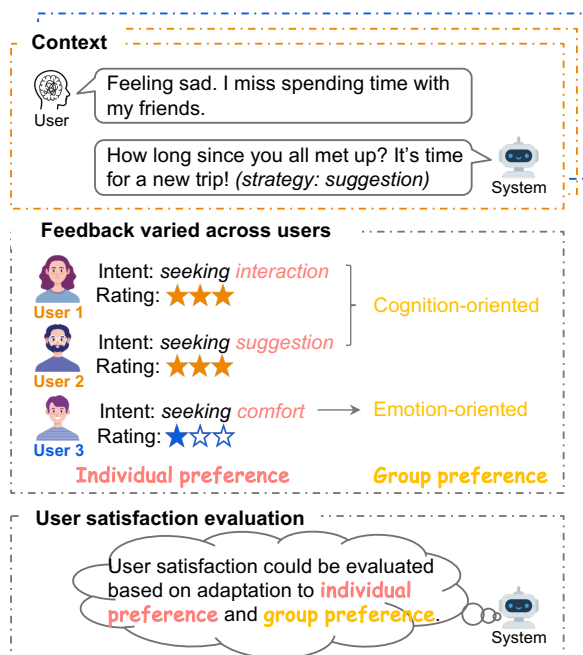 Context
Feeling sad. I miss spending time with
my friends.
User
How long since you all met up? It's time
for a new trip! (strategy: suggestion)
System
Feedback varied across users
Intent: seeking interaction
Rating:
User 1
Cognition-oriented
Intent: seeking suggestion
Rating:
User 2
Intent: seeking comfort
Emotion-oriented
Rating:
User 3
Individual preference
Group preference
User satisfaction evaluation
User satisfaction could be evaluated
based on adaptation to individual
preference and group preference.
System